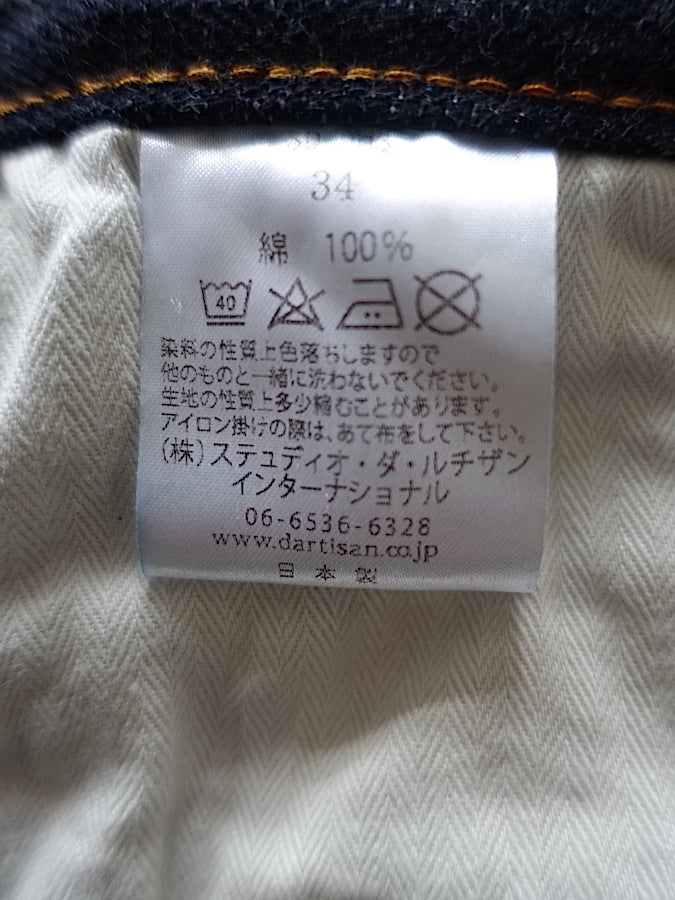 34
綿 100%
40
染料の性質上色落ちしますので
他のものと一緒に洗わないでください。
生地の性質上多少縮むことがあります。
アイロン掛けの際は、あて布をして下さい。
(株)ステュディオ・ダ・ルチザン
インターナショナル
06-6536-6328
www.dartisan.co.jp
日本製